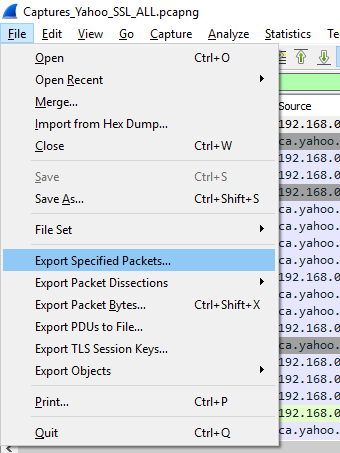 Captures_Yahoo_SSL_ALL.pcapng
File Edit View Go Capture Analyze Statistics
Open Ctrl+O
Open Recent
Merge...
Import from Hex Dump...
Close Ctrl+W
Save Ctrl+S
Save As... Ctrl+Shift+S
File Set
Export Specified Packets...
Export Packet Dissections
Export Packet Bytes... Ctrl+Shift+X
Export PDUs to File...
Export TLS Session Keys...
Export Objects
Print... Ctrl+P
Quit Ctrl+Q
Source
192.168.0
ca.yahoo.
192.168.0
192.168.0
192.168.0
ca.yahoo.
ca.yahoo.
ca.yahoo.
ca.yahoo.
192.168.0
ca.yahoo.
ca.yahoo.
192.168.0
ca.yahoo.
192.168.0
192.168.0
192.168.0
192.168.0
ca.yahoo.